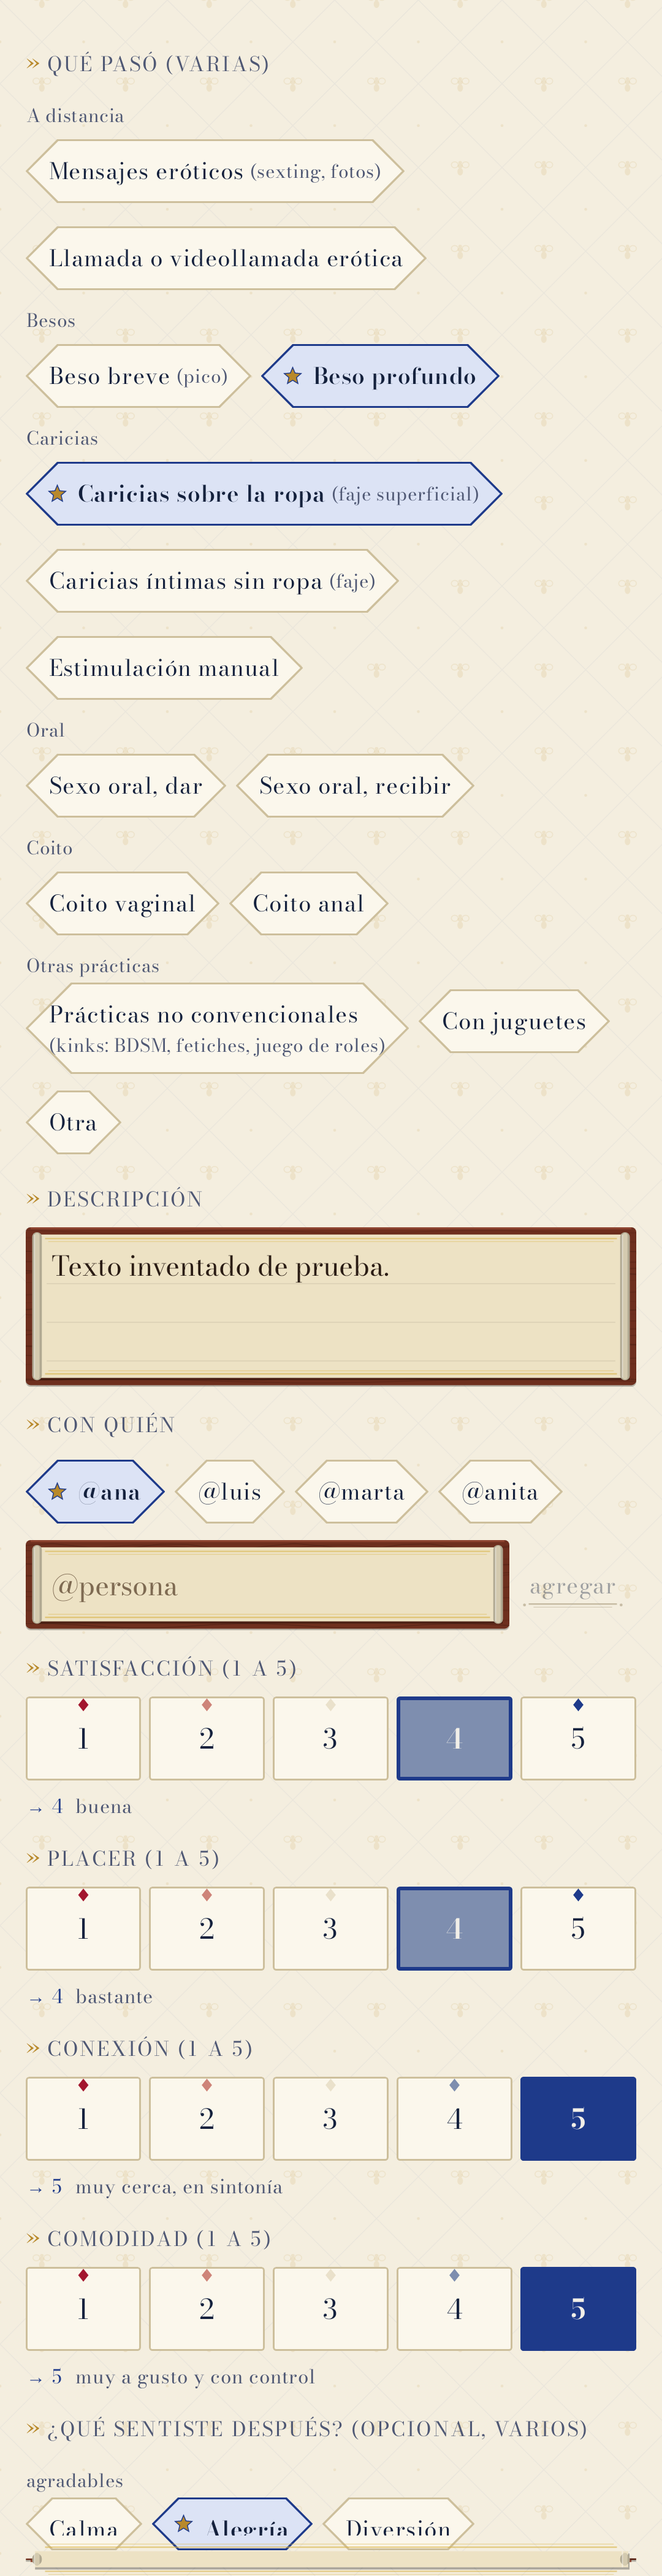 » QUÉ PASÓ (VARIAS)
A distancia
Mensajes eróticos (sexting, fotos)
Llamada o videollamada erótica
Besos
Beso breve (pico) Beso profundo
Caricias
Caricias sobre la ropa (faje superficial)
Caricias íntimas sin ropa (faje)
Estimulación manual
Oral
Sexo oral, dar Sexo oral, recibir
Coito
Coito vaginal Coito anal
Otras prácticas
Prácticas no convencionales
(kinks: BDSM, fetiches, juego de roles) Con juguetes
Otra
» DESCRIPCIÓN
Texto inventado de prueba.
» CON QUIÉN
@ana @luis @marta @anita
@persona agregar
» SATISFACCIÓN (1 A 5)
1 2 3 4 5
→ 4 buena
» PLACER (1 A 5)
1 2 3 4 5
→ 4 bastante
» CONEXIÓN (1 A 5)
1 2 3 4 5
→ 5 muy cerca, en sintonía
» COMODIDAD (1 A 5)
1 2 3 4 5
→ 5 muy a gusto y con control
» ¿QUÉ SENTISTE DESPUÉS? (OPCIONAL, VARIOS)
agradables
Calma Alegría Diversión